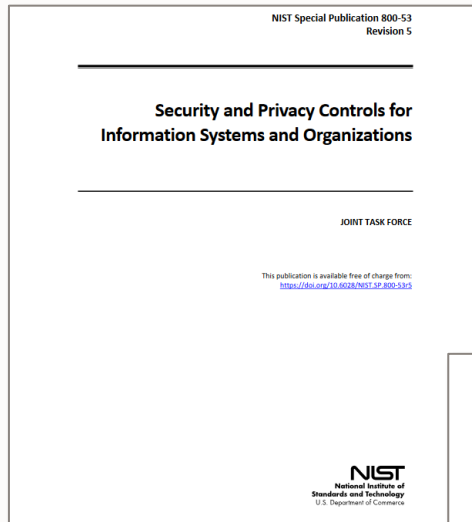 NIST Special Publication 800-53
Revision 5
Security and Privacy Controls for
Information Systems and Organizations
JOINT TASK FORCE
This publication is available free of charge from:
https://doi.org/10.6028/NIST.SP.800-53r5
NIST
National Institute of
Standards and Technology
U.S. Department of Commerce